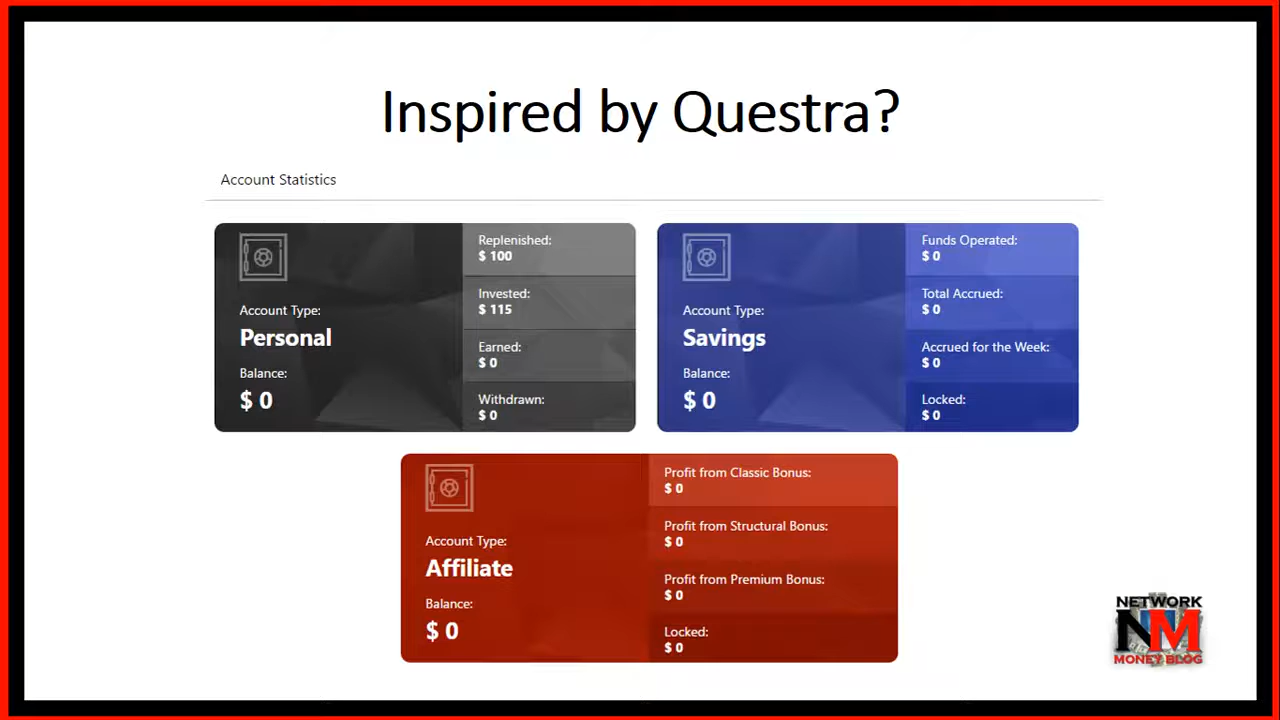 Inspired by Questra?
Account Statistics
Account Type:
Personal
Balance:
$ 0
Replenished:
$ 100
Invested:
$ 115
Earned:
$ 0
Withdrawn:
$ 0
Account Type:
Savings
Balance:
$ 0
Funds Operated:
$ 0
Total Accrued:
$ 0
Accrued for the Week:
$ 0
Locked:
$ 0
Account Type:
Affiliate
Balance:
$ 0
Profit from Classic Bonus:
$ 0
Profit from Structural Bonus:
$ 0
Profit from Premium Bonus:
$ 0
Locked:
$ 0
NETWORK
NM
MONEY BLOG